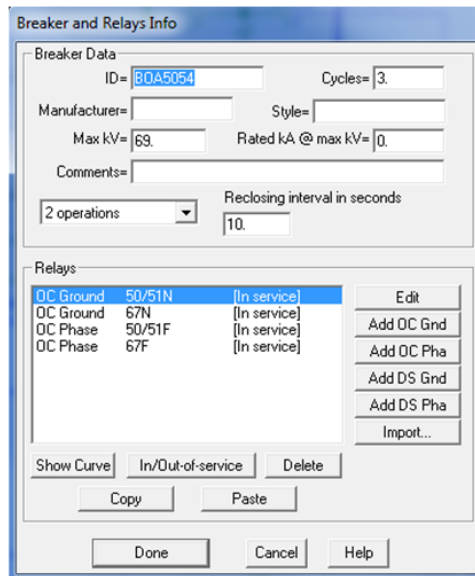 Breaker and Relays Info
Breaker Data
ID= BOA5054 Cycles= 3.
Manufacturer= Style=
Max kV= 69. Rated kA @ max kV= 0.
Comments=
Reclosing interval in seconds
2 operations 10.
Relays
OC Ground 50/51N [In service]
OC Ground 67N [In service]
OC Phase 50/51F [In service]
OC Phase 67F [In service]
Edit
Add OC Gnd
Add OC Pha
Add DS Gnd
Add DS Pha
Import...
Show Curve In/Out-of-service Delete
Copy Paste
Done Cancel Help